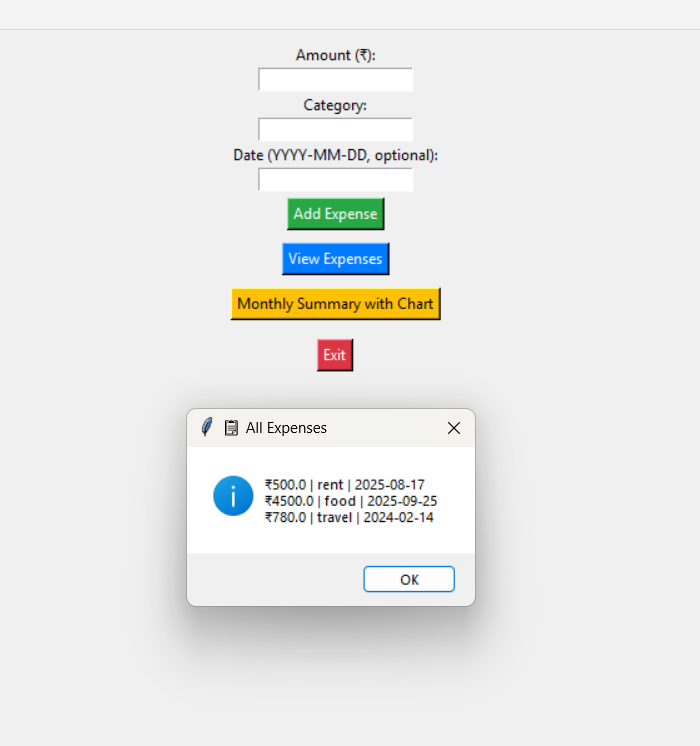 Amount (₹):
Category:
Date (YYYY-MM-DD, optional):
Add Expense
View Expenses
Monthly Summary with Chart
Exit
All Expenses
₹500.0 | rent | 2025-08-17
₹4500.0 | food | 2025-09-25
₹780.0 | travel | 2024-02-14
OK